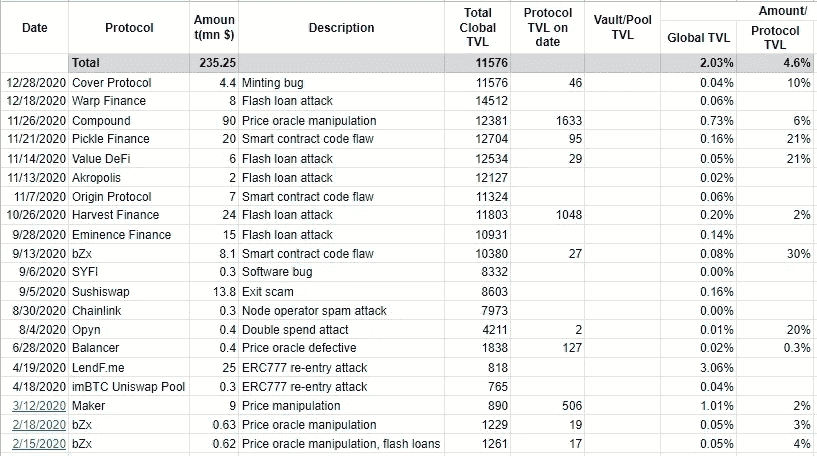 Amount/
Date Protocol Amoun t(mn $) Description Total Clobal TVL Protocol TVL on date Vault/Pool TVL Global TVL Protocol TVL
Total 235.25 11576 2.03% 4.6%
12/28/2020 Cover Protocol 4.4 Minting bug 11576 46 0.04% 10%
12/18/2020 Warp Finance 8 Flash loan attack 14512 0.06%
11/26/2020 Compound 90 Price oracle manipulation 12381 1633 0.73% 6%
11/21/2020 Pickle Finance 20 Smart contract code flaw 12704 95 0.16% 21%
11/14/2020 Value DeFi 6 Flash loan attack 12534 29 0.05% 21%
11/13/2020 Akropolis 2 Flash loan attack 12127 0.02%
11/7/2020 Origin Protocol 7 Smart contract code flaw 11324 0.06%
10/26/2020 Harvest Finance 24 Flash loan attack 11803 1048 0.20% 2%
9/28/2020 Eminence Finance 15 Flash loan attack 10931 0.14%
9/13/2020 bZx 8.1 Smart contract code flaw 10380 27 0.08% 30%
9/6/2020 SYFI 0.3 Software bug 8332 0.00%
9/5/2020 Sushiswap 13.8 Exit scam 8603 0.16%
8/30/2020 Chainlink 0.3 Node operator spam attack 7973 0.00%
8/4/2020 Opyn 0.4 Double spend attact 4211 2 0.01% 20%
6/28/2020 Balancer 0.4 Price oracle defective 1838 127 0.02% 0.3%
4/19/2020 LendF.me 25 ERC777 re-entry attack 818 3.06%
4/18/2020 imBTC Uniswap Pool 0.3 ERC777 re-entry attack 765 0.04%
3/12/2020 Maker 9 Price manipulation 890 506 1.01% 2%
2/18/2020 bZx 0.63 Price oracle manipulation 1229 19 0.05% 3%
2/15/2020 bZx 0.62 Price oracle manipulation, flash loans 1261 17 0.05% 4%